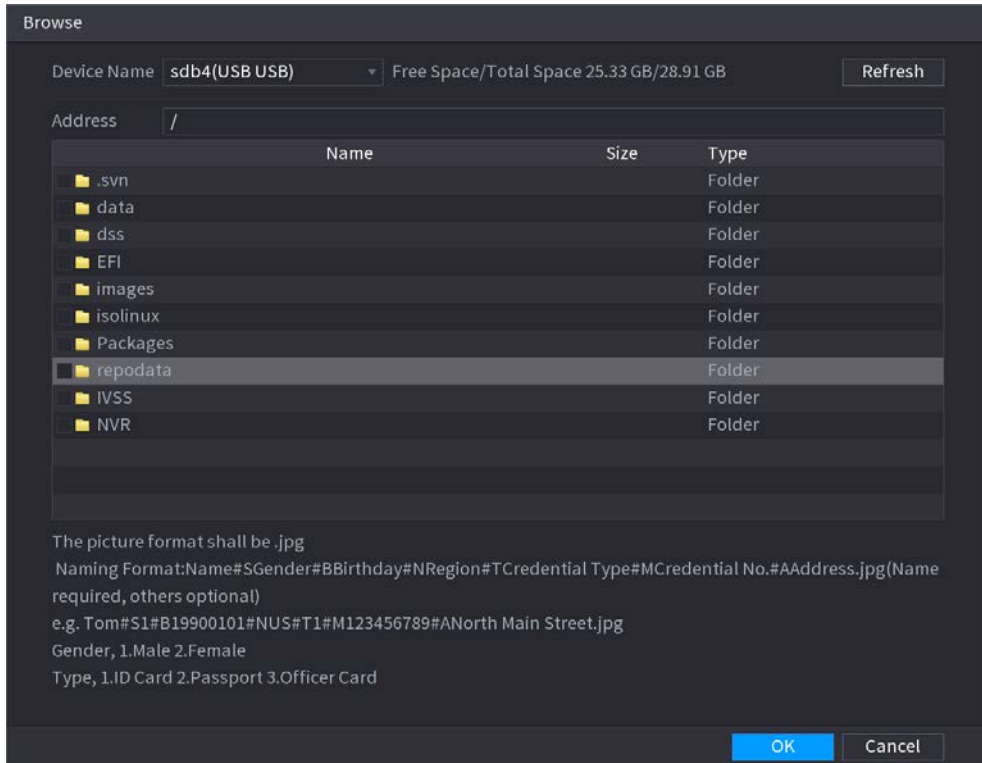 Browse
Device Name sdb4(USB USB) Free Space/Total Space 25.33 GB/28.91 GB Refresh
Address /
Name Size Type
.svn Folder
data Folder
dss Folder
EFI Folder
images Folder
isolinux Folder
Packages Folder
repodata Folder
IVSS Folder
NVR Folder
The picture format shall be .jpg
Naming Format:Name#SGender#BBirthday#NRegion#TCredential Type#MCredential No.#AAddress.jpg(Name
required, others optional)
e.g. Tom#S1#B19900101#NUS#T1#M123456789#ANorth Main Street.jpg
Gender, 1.Male 2.Female
Type, 1.ID Card 2.Passport 3.Officer Card
OK Cancel